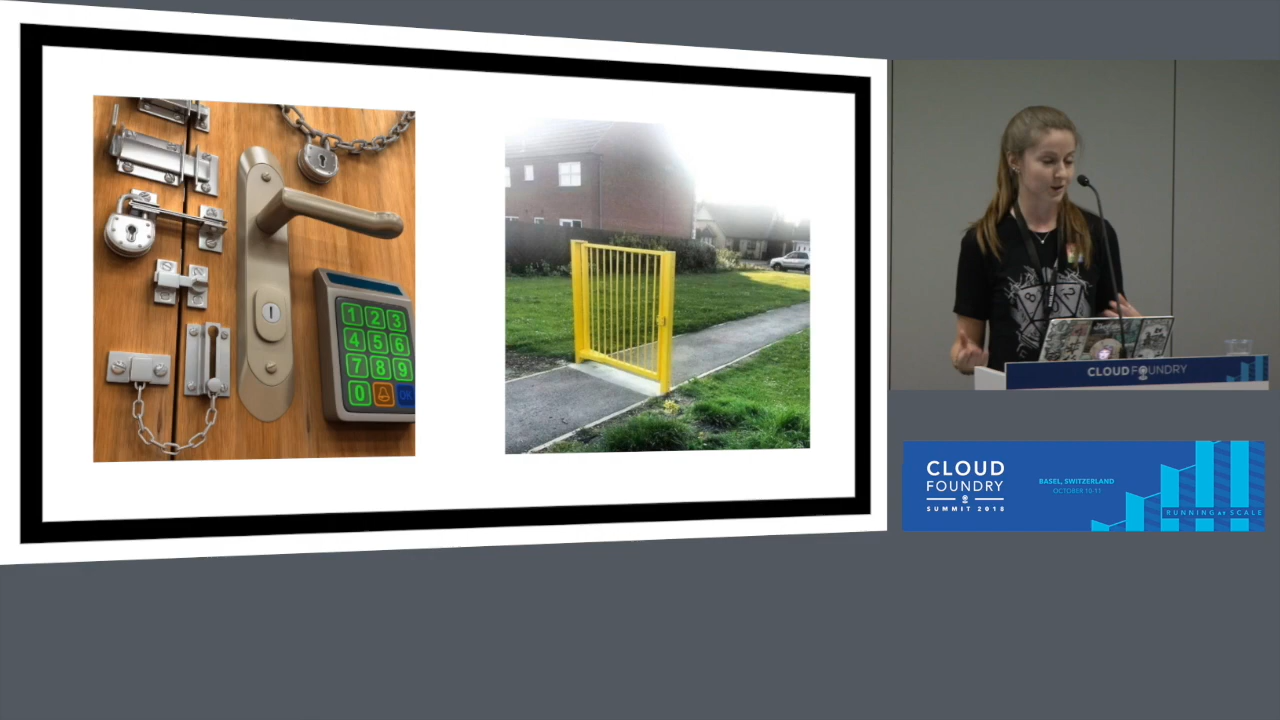 1 2 3
4 5 6
7 8 9
0 OK
CLOUD FOUNDRY
CLOUD
FOUNDRY
SUMMIT 2018
BASEL, SWITZERLAND
OCTOBER 10-11
RUNNING AT SCALE